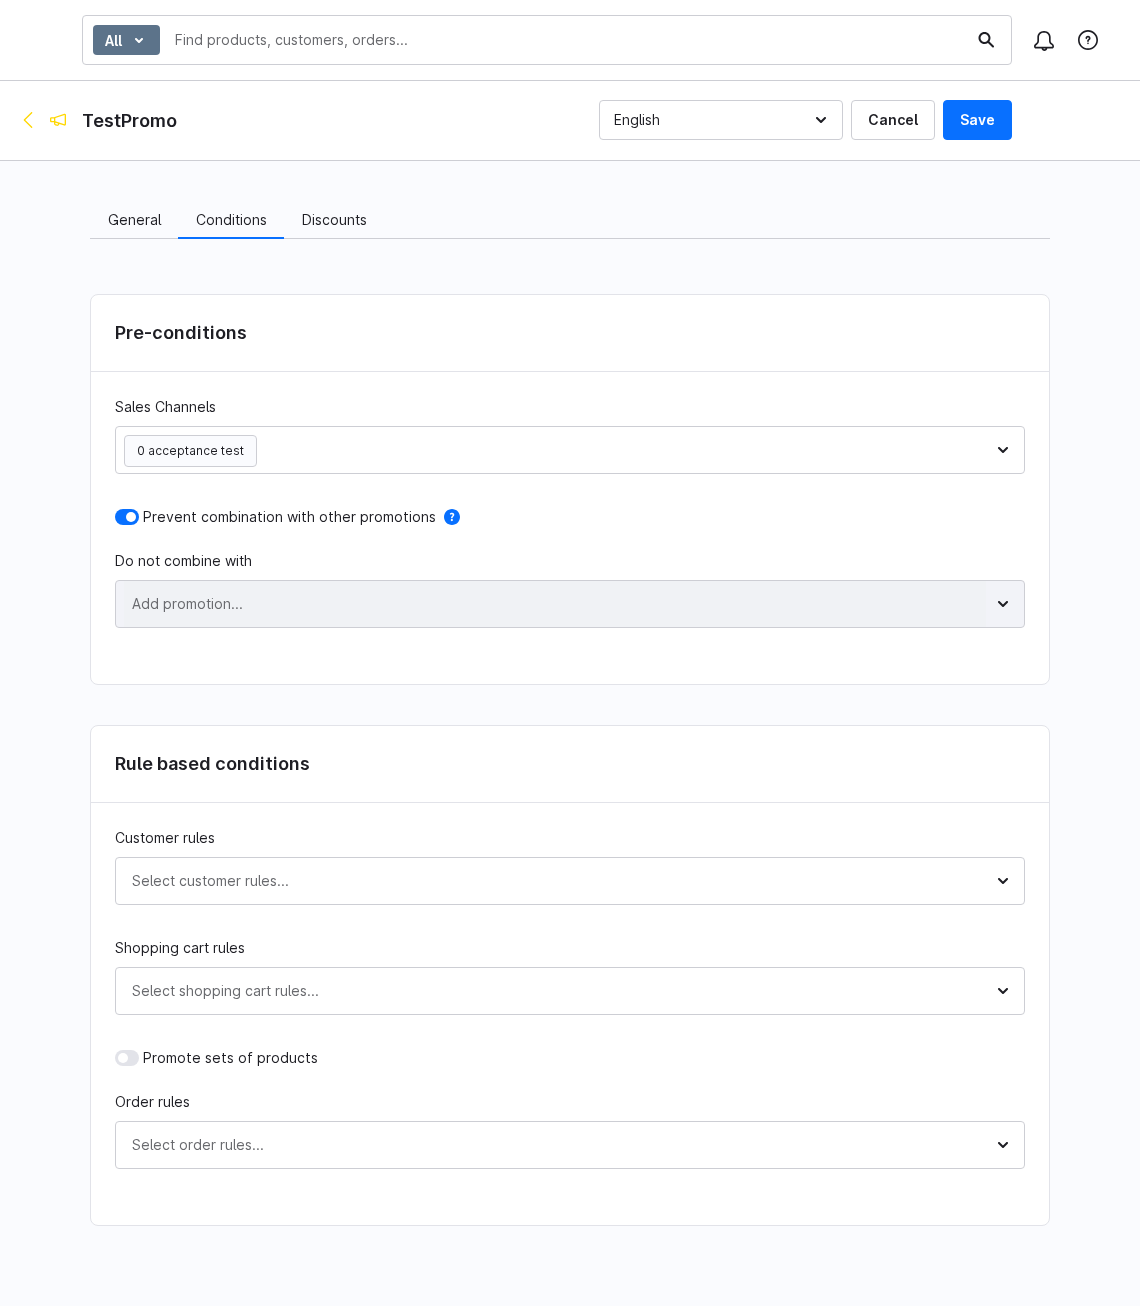 All
Find products, customers, orders...
TestPromo
English
Cancel
Save
General
Conditions
Discounts
Pre-conditions
Sales Channels
0 acceptance test
Prevent combination with other promotions
?
Do not combine with
Add promotion...
Rule based conditions
Customer rules
Select customer rules...
Shopping cart rules
Select shopping cart rules...
Promote sets of products
Order rules
Select order rules...